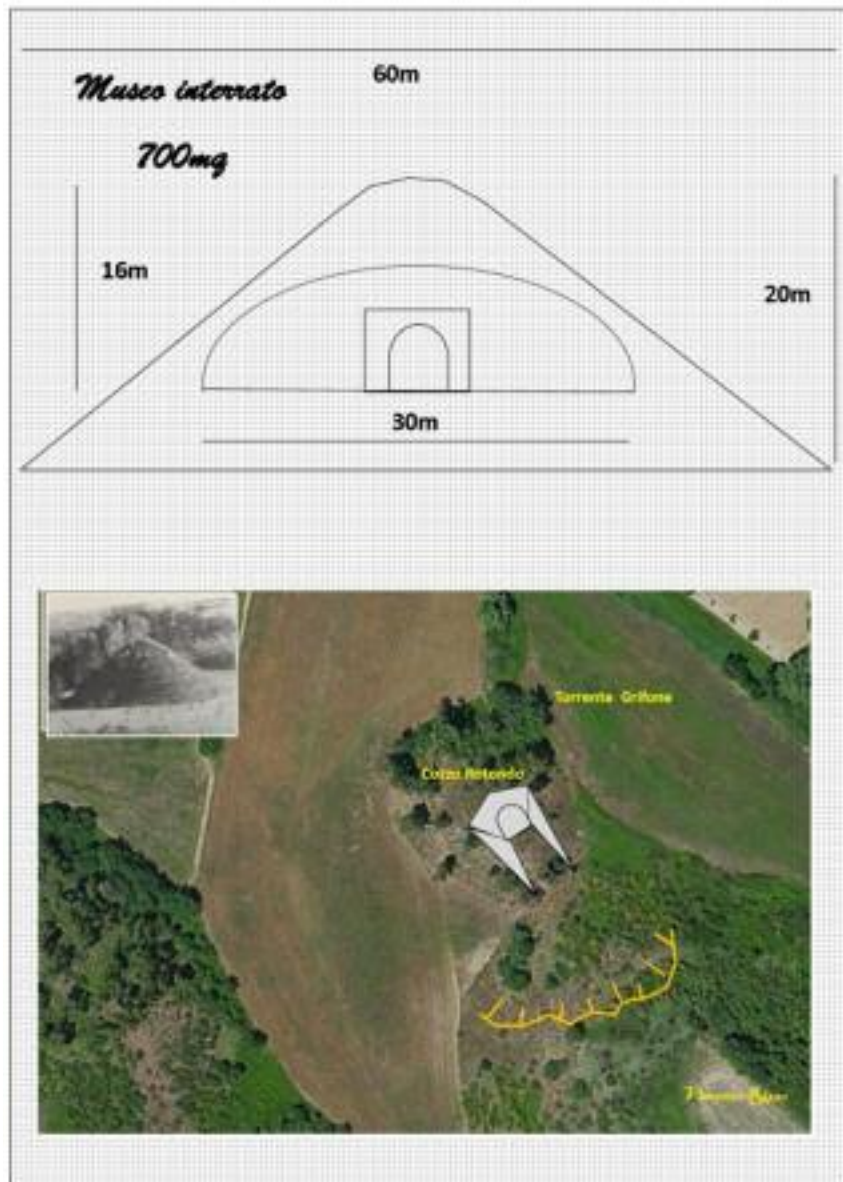 60m
Museo interrato
700mq
16m
20m
30m
Torrente Grifone
Cozzo Rotondo